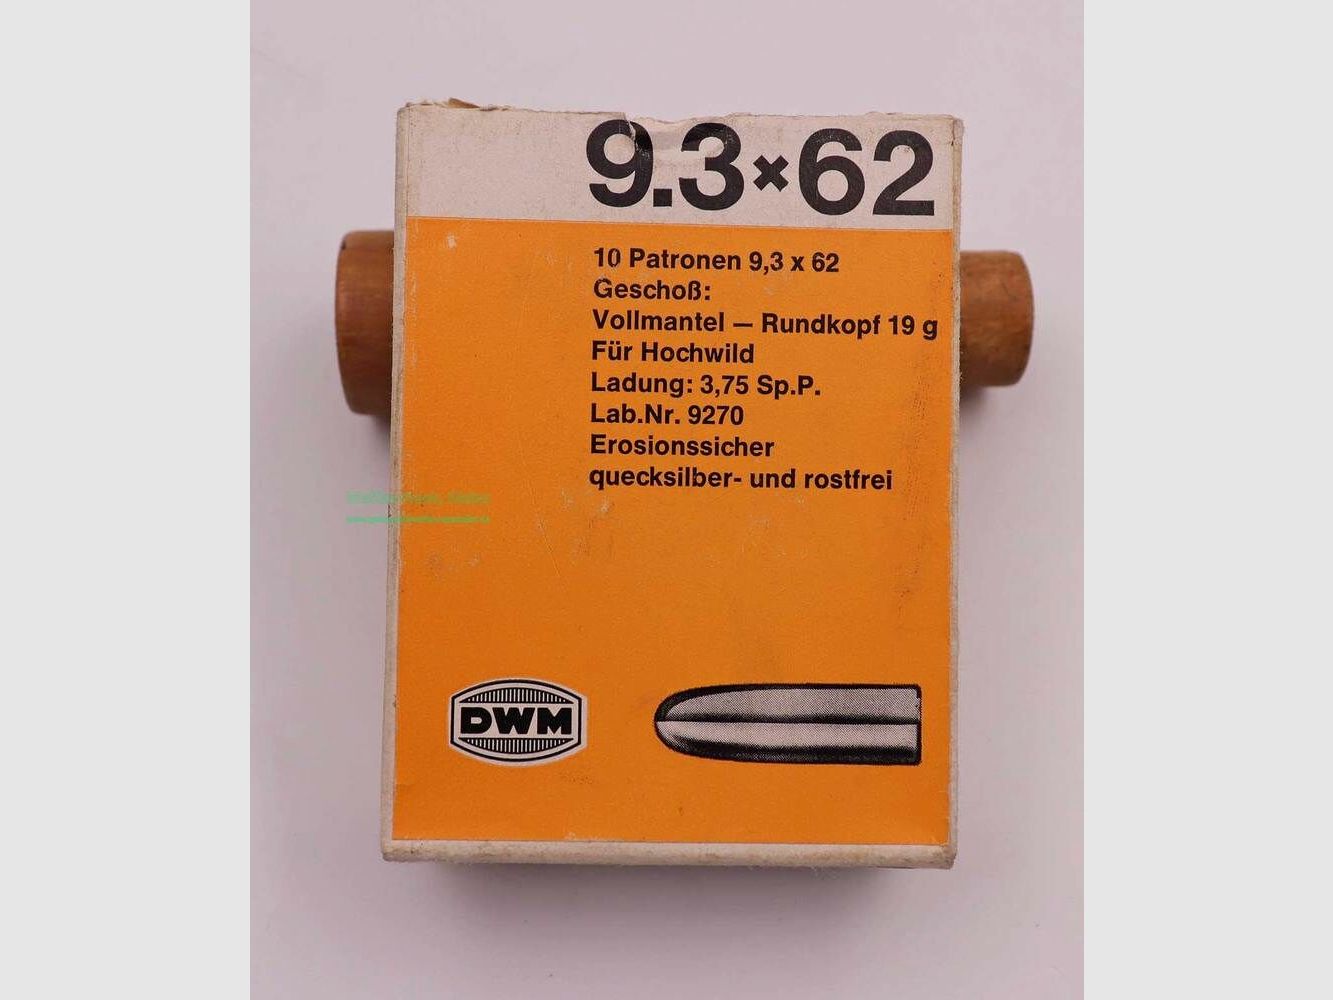 9.3×62
10 Patronen 9,3 x 62
Geschoß:
Vollmantel — Rundkopf 19 g
Für Hochwild
Ladung: 3,75 Sp.P.
Lab.Nr. 9270
Erosionssicher
quecksilber- und rostfrei
DWM